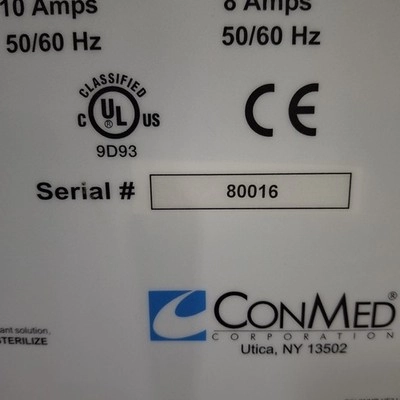 10 Amps 8 Amps
50/60 Hz 50/60 Hz
CLASSIFIED
C UL ® US
9D93
CE
Serial # 80016
CONMED®
CORPORATION
Utica, NY 13502
ant solution,
STERILIZE